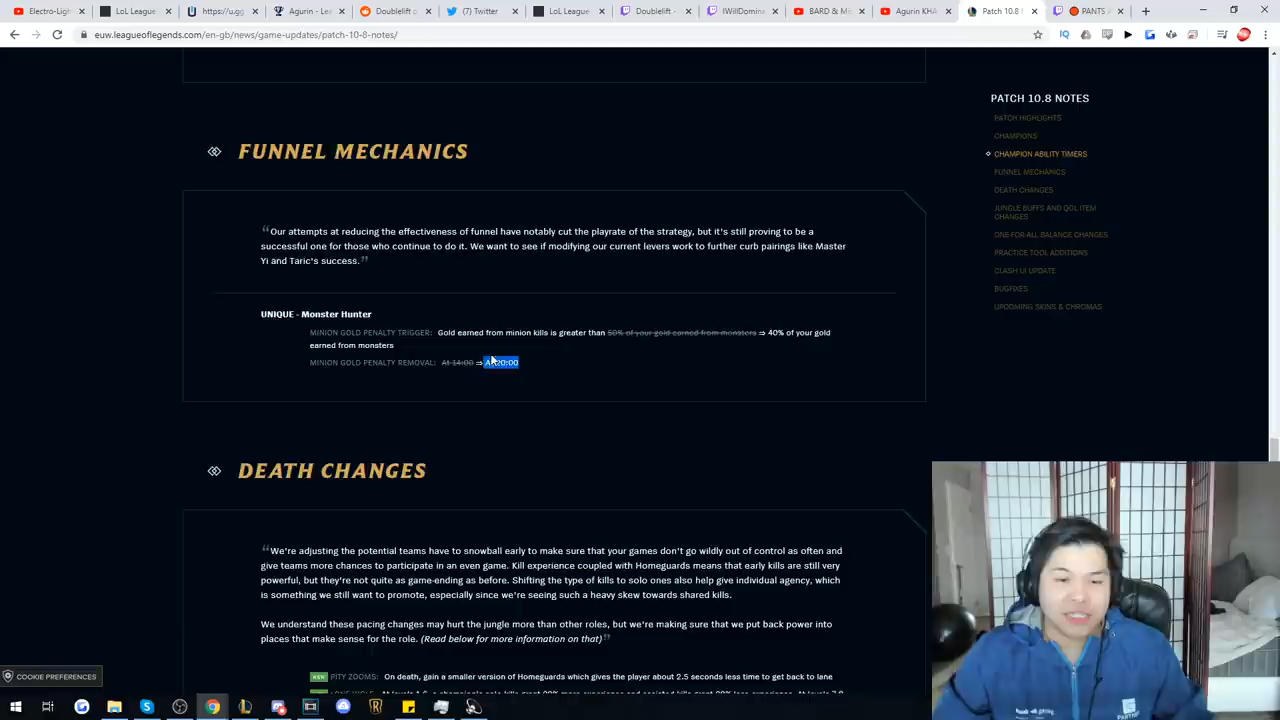 Electro-Ligh
LoL League
https://u.gg
Agurin - Le
Doublelift o
(7) Twitter
LoL League
Doublelift -
IWillDomina
BARD & Mi
Agurin KHA
Patch 10.8 N
PANTS A
euw.leagueoflegends.com/en-gb/news/game-updates/patch-10-8-notes/
PATCH 10.8 NOTES
PATCH HIGHLIGHTS
CHAMPIONS
CHAMPION ABILITY TIMERS
FUNNEL MECHANICS
DEATH CHANGES
JUNGLE BUFFS AND QOL ITEM
CHANGES
ONE-FOR-ALL BALANCE CHANGES
PRACTICE TOOL ADDITIONS
CLASH UI UPDATE
BUGFIXES
UPCOMING SKINS & CHROMAS
FUNNEL MECHANICS
“Our attempts at reducing the effectiveness of funnel have notably cut the playrate of the strategy, but it's still proving to be a
successful one for those who continue to do it. We want to see if modifying our current levers work to further curb pairings like Master
Yi and Taric's success.”
UNIQUE - Monster Hunter
MINION GOLD PENALTY TRIGGER: Gold earned from minion kills is greater than 50% of your gold earned from monsters ⇒ 40% of your gold
earned from monsters
MINION GOLD PENALTY REMOVAL: At 14:00 ⇒ At 20:00
DEATH CHANGES
“We're adjusting the potential teams have to snowball early to make sure that your games don't go wildly out of control as often and
give teams more chances to participate in an even game. Kill experience coupled with Homeguards means that early kills are still very
powerful, but they're not quite as game-ending as before. Shifting the type of kills to solo ones also help give individual agency, which
is something we still want to promote, especially since we're seeing such a heavy skew towards shared kills.
We understand these pacing changes may hurt the jungle more than other roles, but we're making sure that we put back power into
places that make sense for the role. (Read below for more information on that)”
NEW PITY ZOOMS: On death, gain a smaller version of Homeguards which gives the player about 2.5 seconds less time to get back to lane
COOKIE PREFERENCES